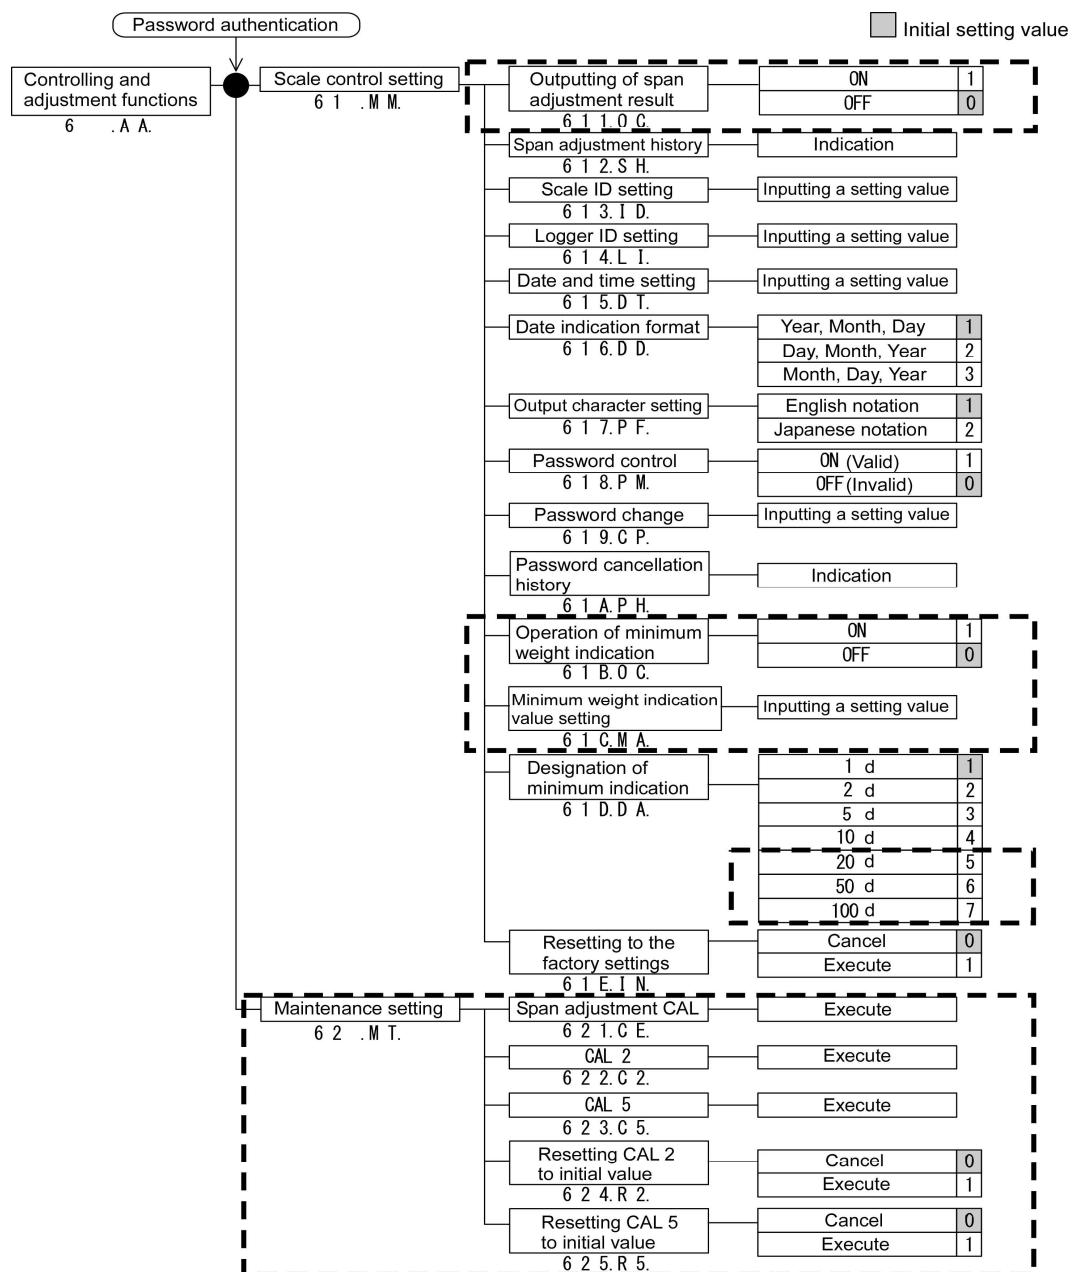 Password authentication
Initial setting value
Controlling and
adjustment functions
6 .A A.
Scale control setting
6 1 .M M.
Outputting of span
adjustment result
6 1 1.O C.
ON 1
OFF 0
Span adjustment history
6 1 2.S H.
Indication
Scale ID setting
6 1 3.I D.
Inputting a setting value
Logger ID setting
6 1 4.L I.
Inputting a setting value
Date and time setting
6 1 5.D T.
Inputting a setting value
Date indication format
6 1 6.D D.
Year, Month, Day 1
Day, Month, Year 2
Month, Day, Year 3
Output character setting
6 1 7.P F.
English notation 1
Japanese notation 2
Password control
6 1 8.P M.
ON (Valid) 1
OFF (Invalid) 0
Password change
6 1 9.C P.
Inputting a setting value
Password cancellation
history
6 1 A.P H.
Indication
Operation of minimum
weight indication
6 1 B.O C.
ON 1
OFF 0
Minimum weight indication
value setting
6 1 C.M A.
Inputting a setting value
Designation of
minimum indication
6 1 D.D A.
1 d 1
2 d 2
5 d 3
10 d 4
20 d 5
50 d 6
100 d 7
Resetting to the
factory settings
6 1 E.I N.
Cancel 0
Execute 1
Maintenance setting
6 2 .M T.
Span adjustment CAL
6 2 1.C E.
Execute
CAL 2
6 2 2.C 2.
Execute
CAL 5
6 2 3.C 5.
Execute
Resetting CAL 2
to initial value
6 2 4.R 2.
Cancel 0
Execute 1
Resetting CAL 5
to initial value
6 2 5.R 5.
Cancel 0
Execute 1